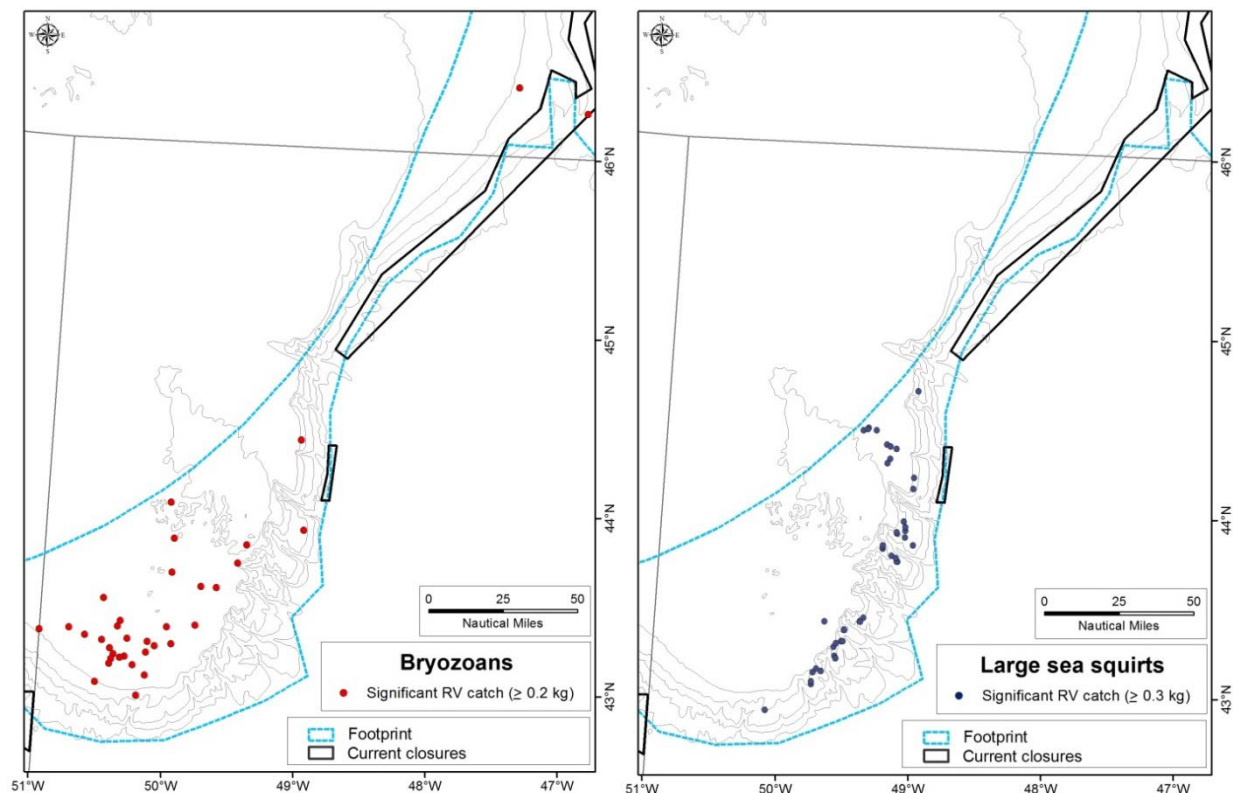 N
W E
S
46°N
45°N
44°N
43°N
0 25 50
Nautical Miles
Bryozoans
Significant RV catch (≥ 0.2 kg)
Footprint
Current closures
51°W 50°W 49°W 48°W 47°W
N
W E
S
46°N
45°N
44°N
43°N
0 25 50
Nautical Miles
Large sea squirts
Significant RV catch (≥ 0.3 kg)
Footprint
Current closures
51°W 50°W 49°W 48°W 47°W